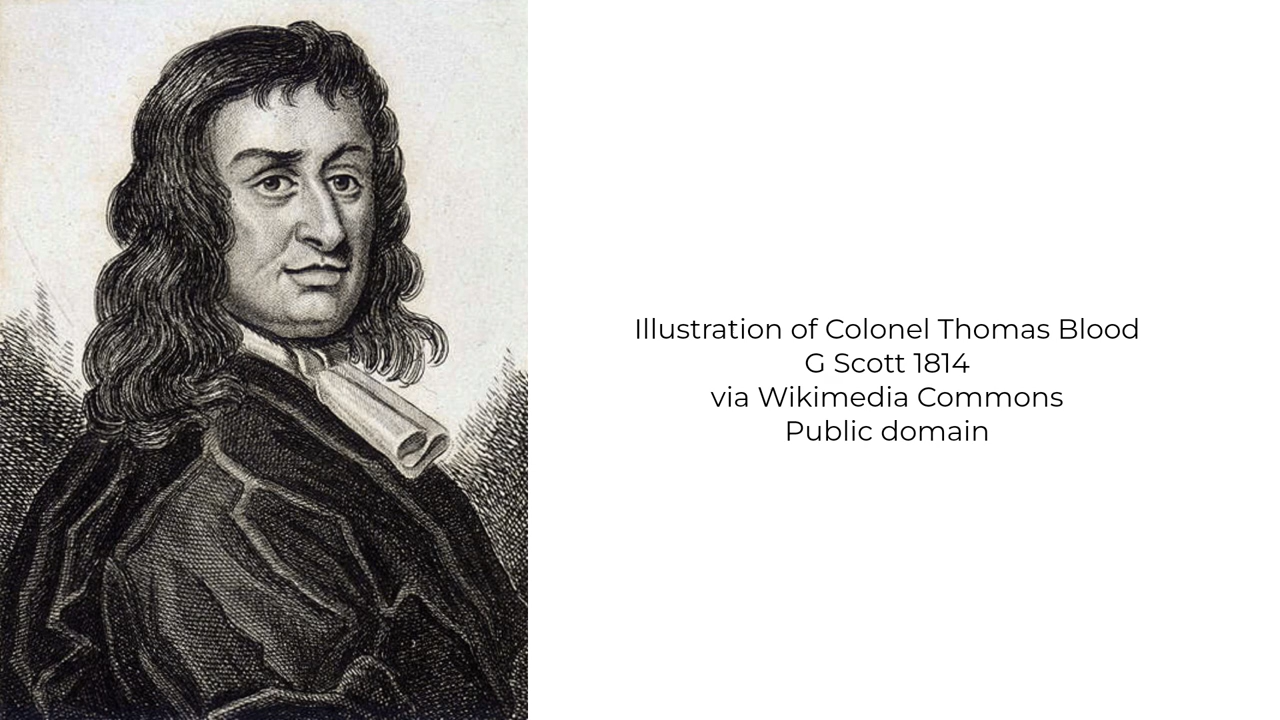 Illustration of Colonel Thomas Blood
G Scott 1814
via Wikimedia Commons
Public domain